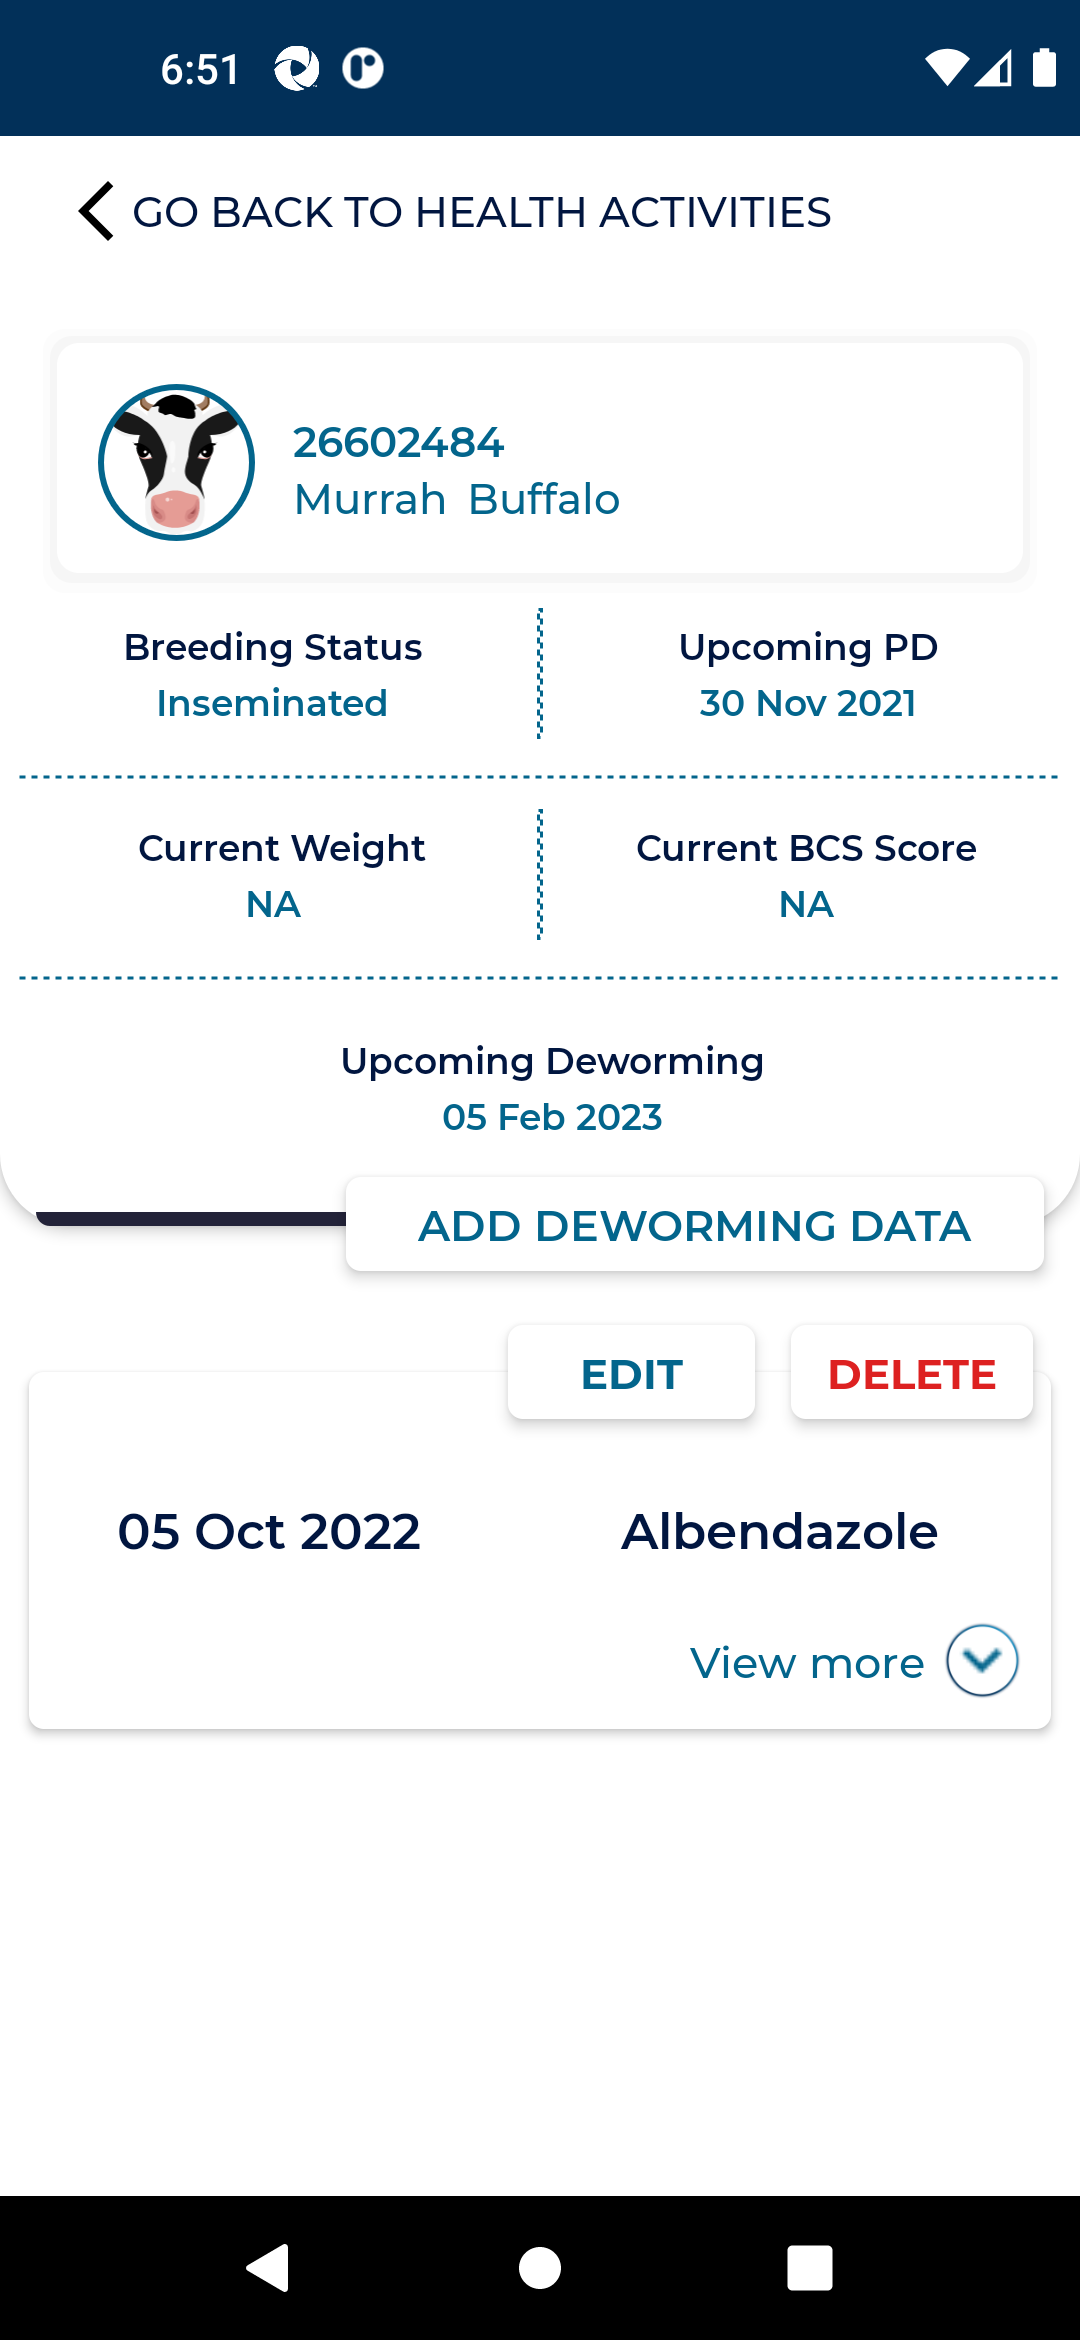 6:51
GO BACK TO HEALTH ACTIVITIES
26602484
Murrah Buffalo
Breeding Status
Inseminated
Upcoming PD
30 Nov 2021
Current Weight
NA
Current BCS Score
NA
Upcoming Deworming
05 Feb 2023
ADD DEWORMING DATA
EDIT
DELETE
05 Oct 2022
Albendazole
View more